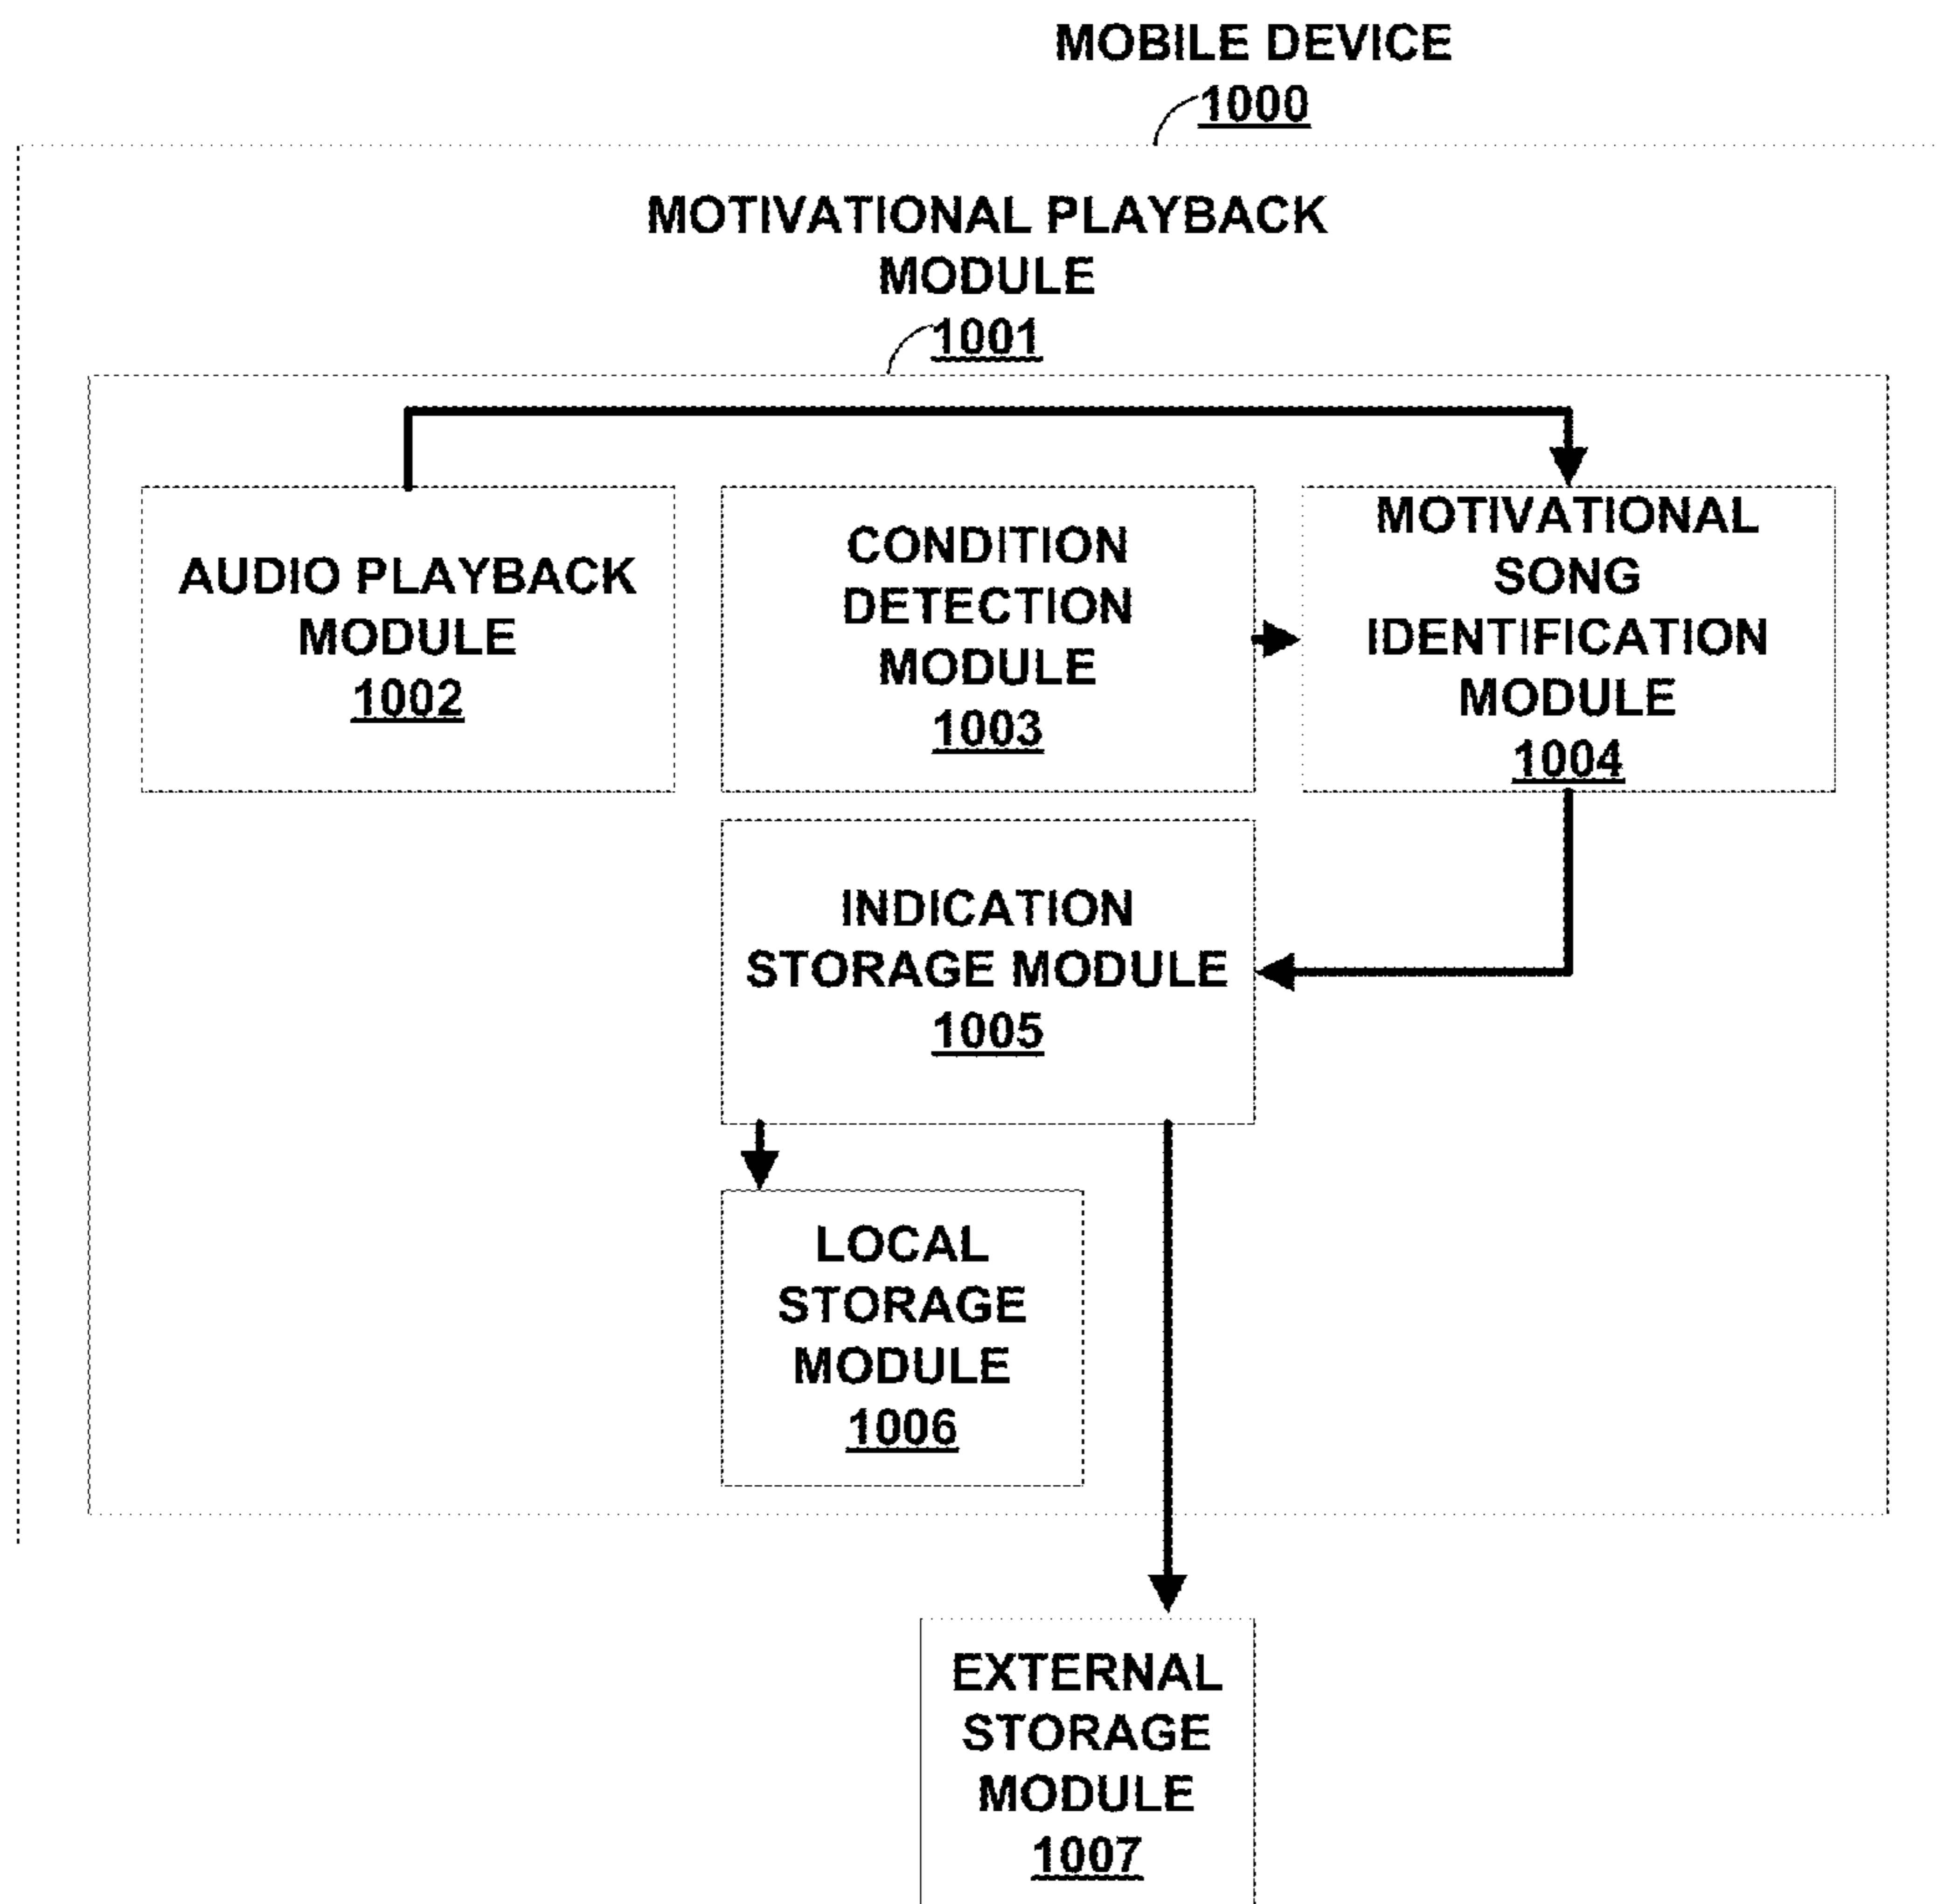 MOBILE DEVICE
1000
MOTIVATIONAL PLAYBACK
MODULE
1001
AUDIO PLAYBACK
MODULE
1002
CONDITION
DETECTION
MODULE
1003
MOTIVATIONAL
SONG
IDENTIFICATION
MODULE
1004
INDICATION
STORAGE MODULE
1005
LOCAL
STORAGE
MODULE
1006
EXTERNAL
STORAGE
MODULE
1007